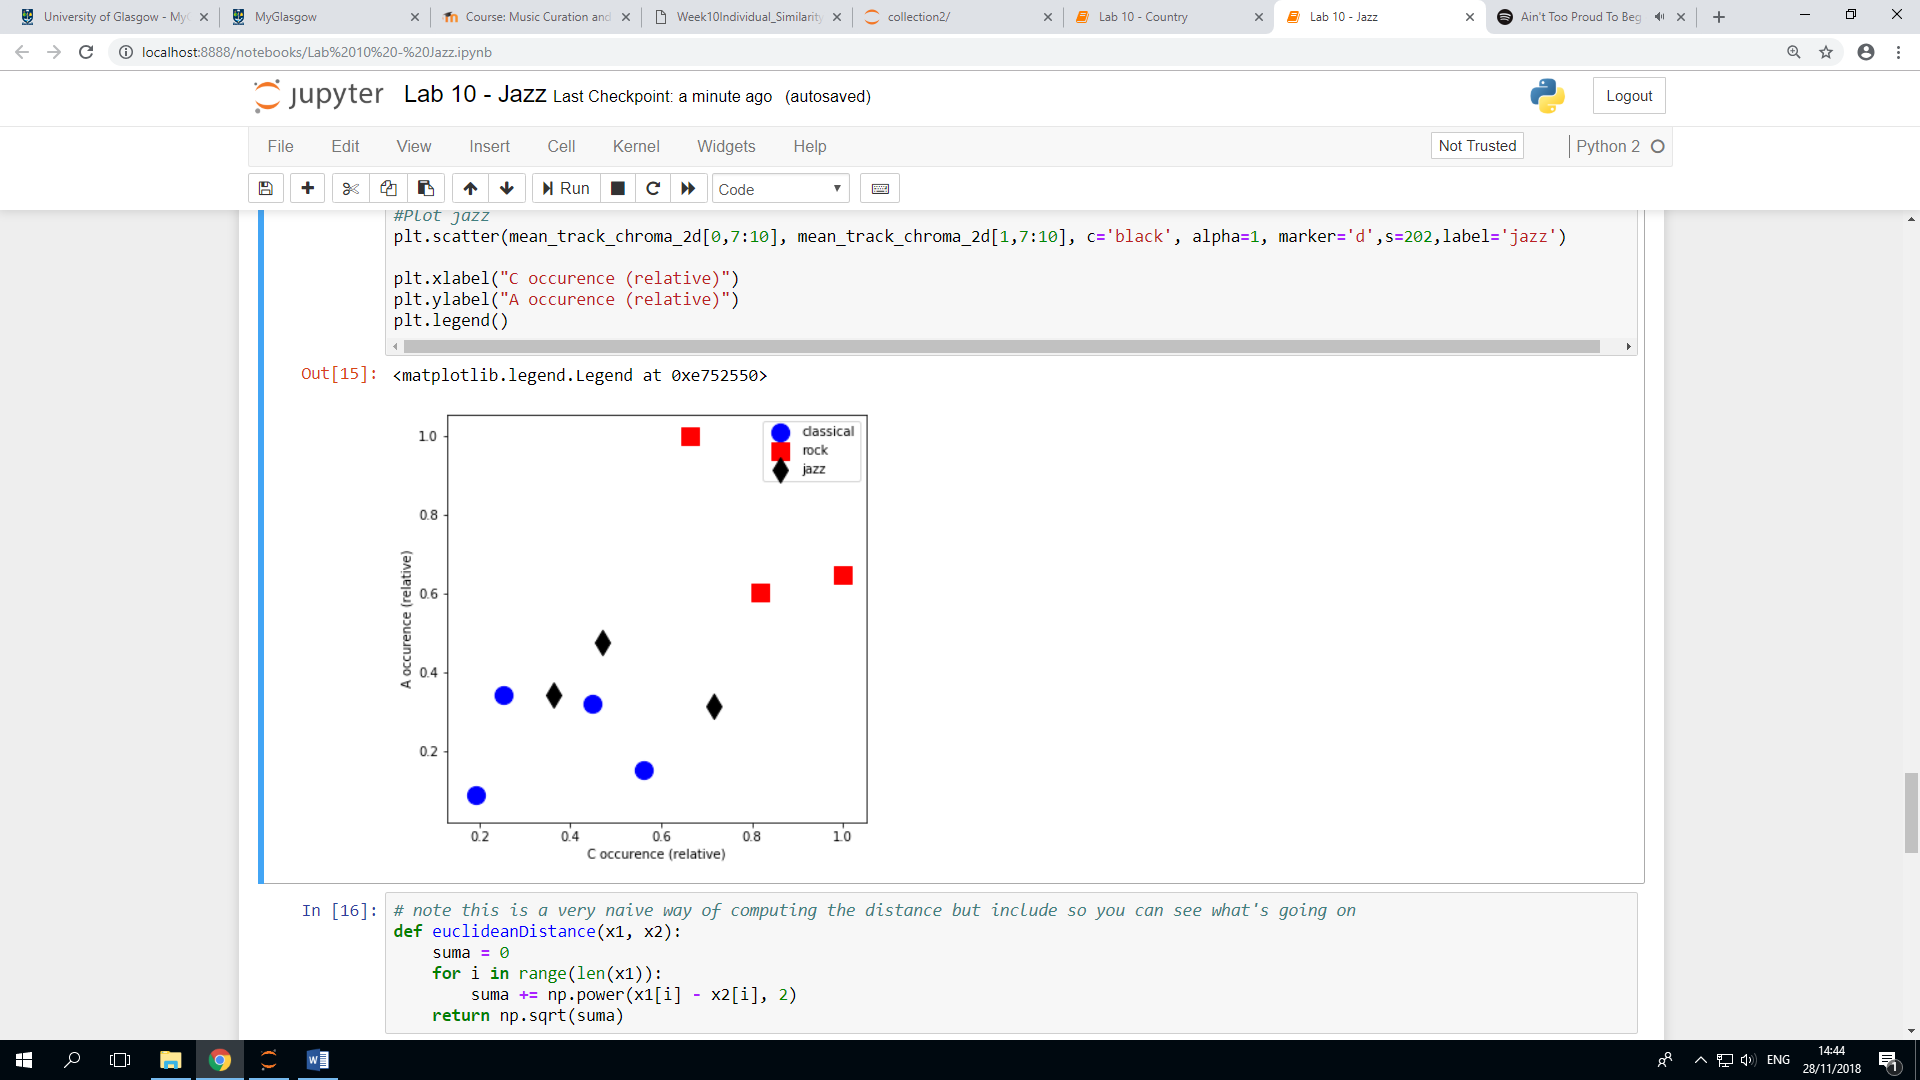 University of Glasgow - My
MyGlasgow
Course: Music Curation and
Week10Individual_Similarity
collection2/
Lab 10 - Country
Lab 10 - Jazz
Ain't Too Proud To Beg
localhost:8888/notebooks/Lab%2010%20-%20Jazz.ipynb
jupyter Lab 10 - Jazz Last Checkpoint: a minute ago (autosaved)
Logout
File Edit View Insert Cell Kernel Widgets Help
Not Trusted
Python 2
Run
Code
#Plot jazz
plt.scatter(mean_track_chroma_2d[0,7:10], mean_track_chroma_2d[1,7:10], c='black', alpha=1, marker='d',s=202,label='jazz')
plt.xlabel("C occurence (relative)")
plt.ylabel("A occurence (relative)")
plt.legend()
Out[15]: <matplotlib.legend.Legend at 0xe752550>
classical
rock
jazz
1.0
0.8
0.6
0.4
0.2
A occurence (relative)
0.2 0.4 0.6 0.8 1.0
C occurence (relative)
In [16]: # note this is a very naive way of computing the distance but include so you can see what's going on
def euclideanDistance(x1, x2):
    suma = 0
    for i in range(len(x1)):
        suma += np.power(x1[i] - x2[i], 2)
    return np.sqrt(suma)
ENG
14:44
28/11/2018
1